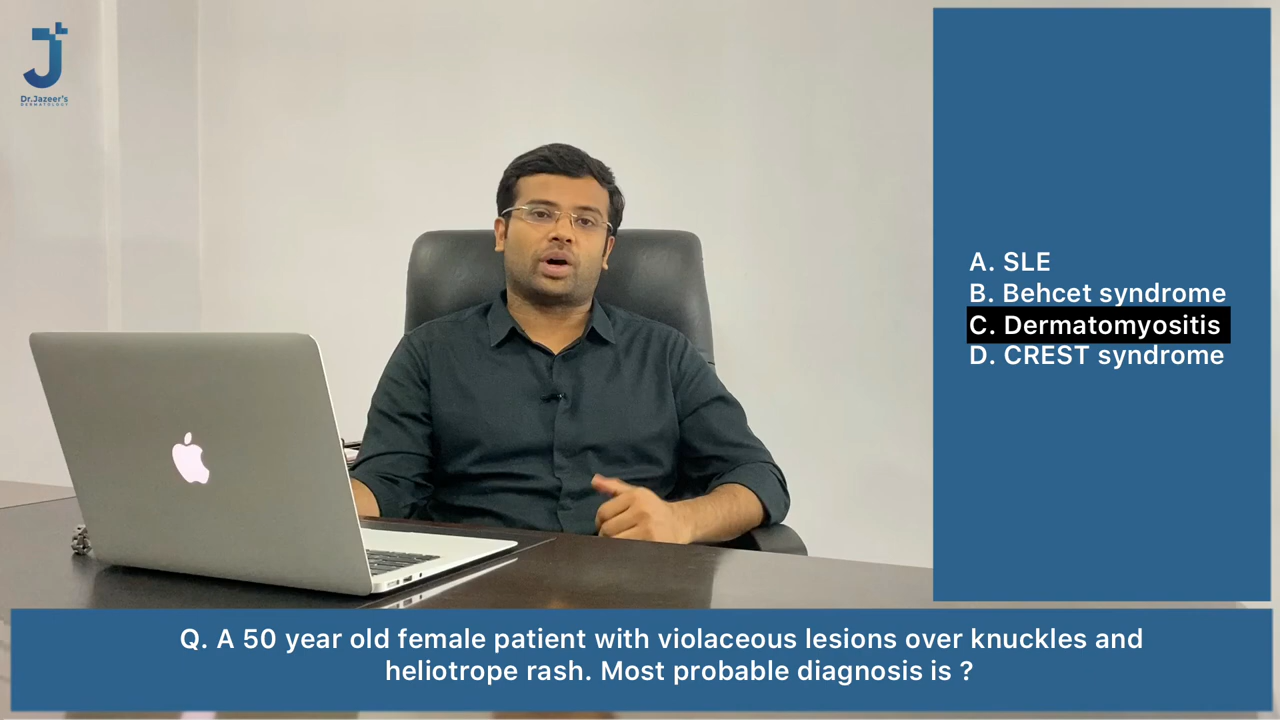 J
Dr.Jazeer's
DERMATOLOGY
A. SLE
B. Behcet syndrome
C. Dermatomyositis
D. CREST syndrome
Q. A 50 year old female patient with violaceous lesions over knuckles and
heliotrope rash. Most probable diagnosis is ?